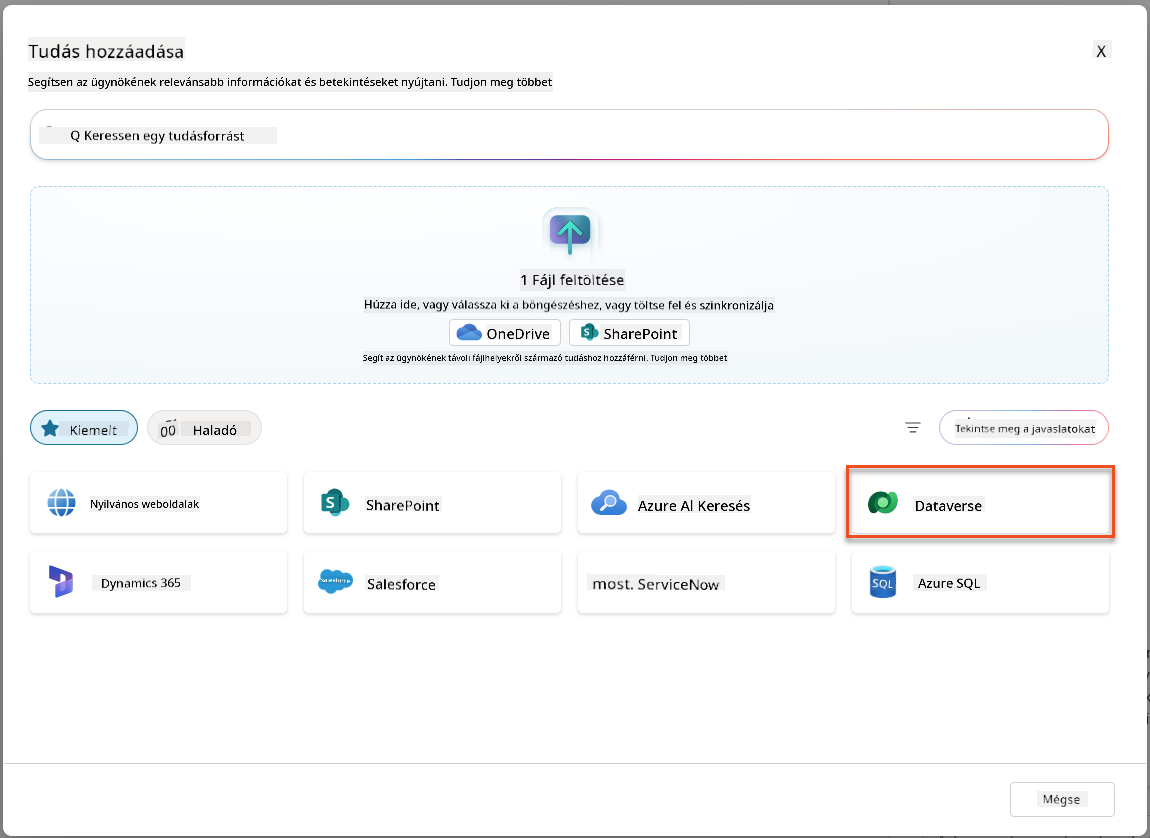 Tudás hozzáadása
X
Segítsen az ügynökének relevánsabb információkat és betekintéseket nyújtani. Tudjon meg többet
Q Keressen egy tudásforrást
1 Fájl feltöltése
Húzza ide, vagy válassza ki a böngészéshez, vagy töltse fel és szinkronizálja
OneDrive
S SharePoint
Segít az ügynökének távoli fájlhelyekről származó tudáshoz hozzáférni. Tudjon meg többet
Kiemelt
Haladó
Tekintse meg a javaslatokat
Nyilvános weboldalak
S SharePoint
Azure AI Keresés
Dataverse
Dynamics 365
salesforce Salesforce
most. ServiceNow
SQL Azure SQL
Mégse